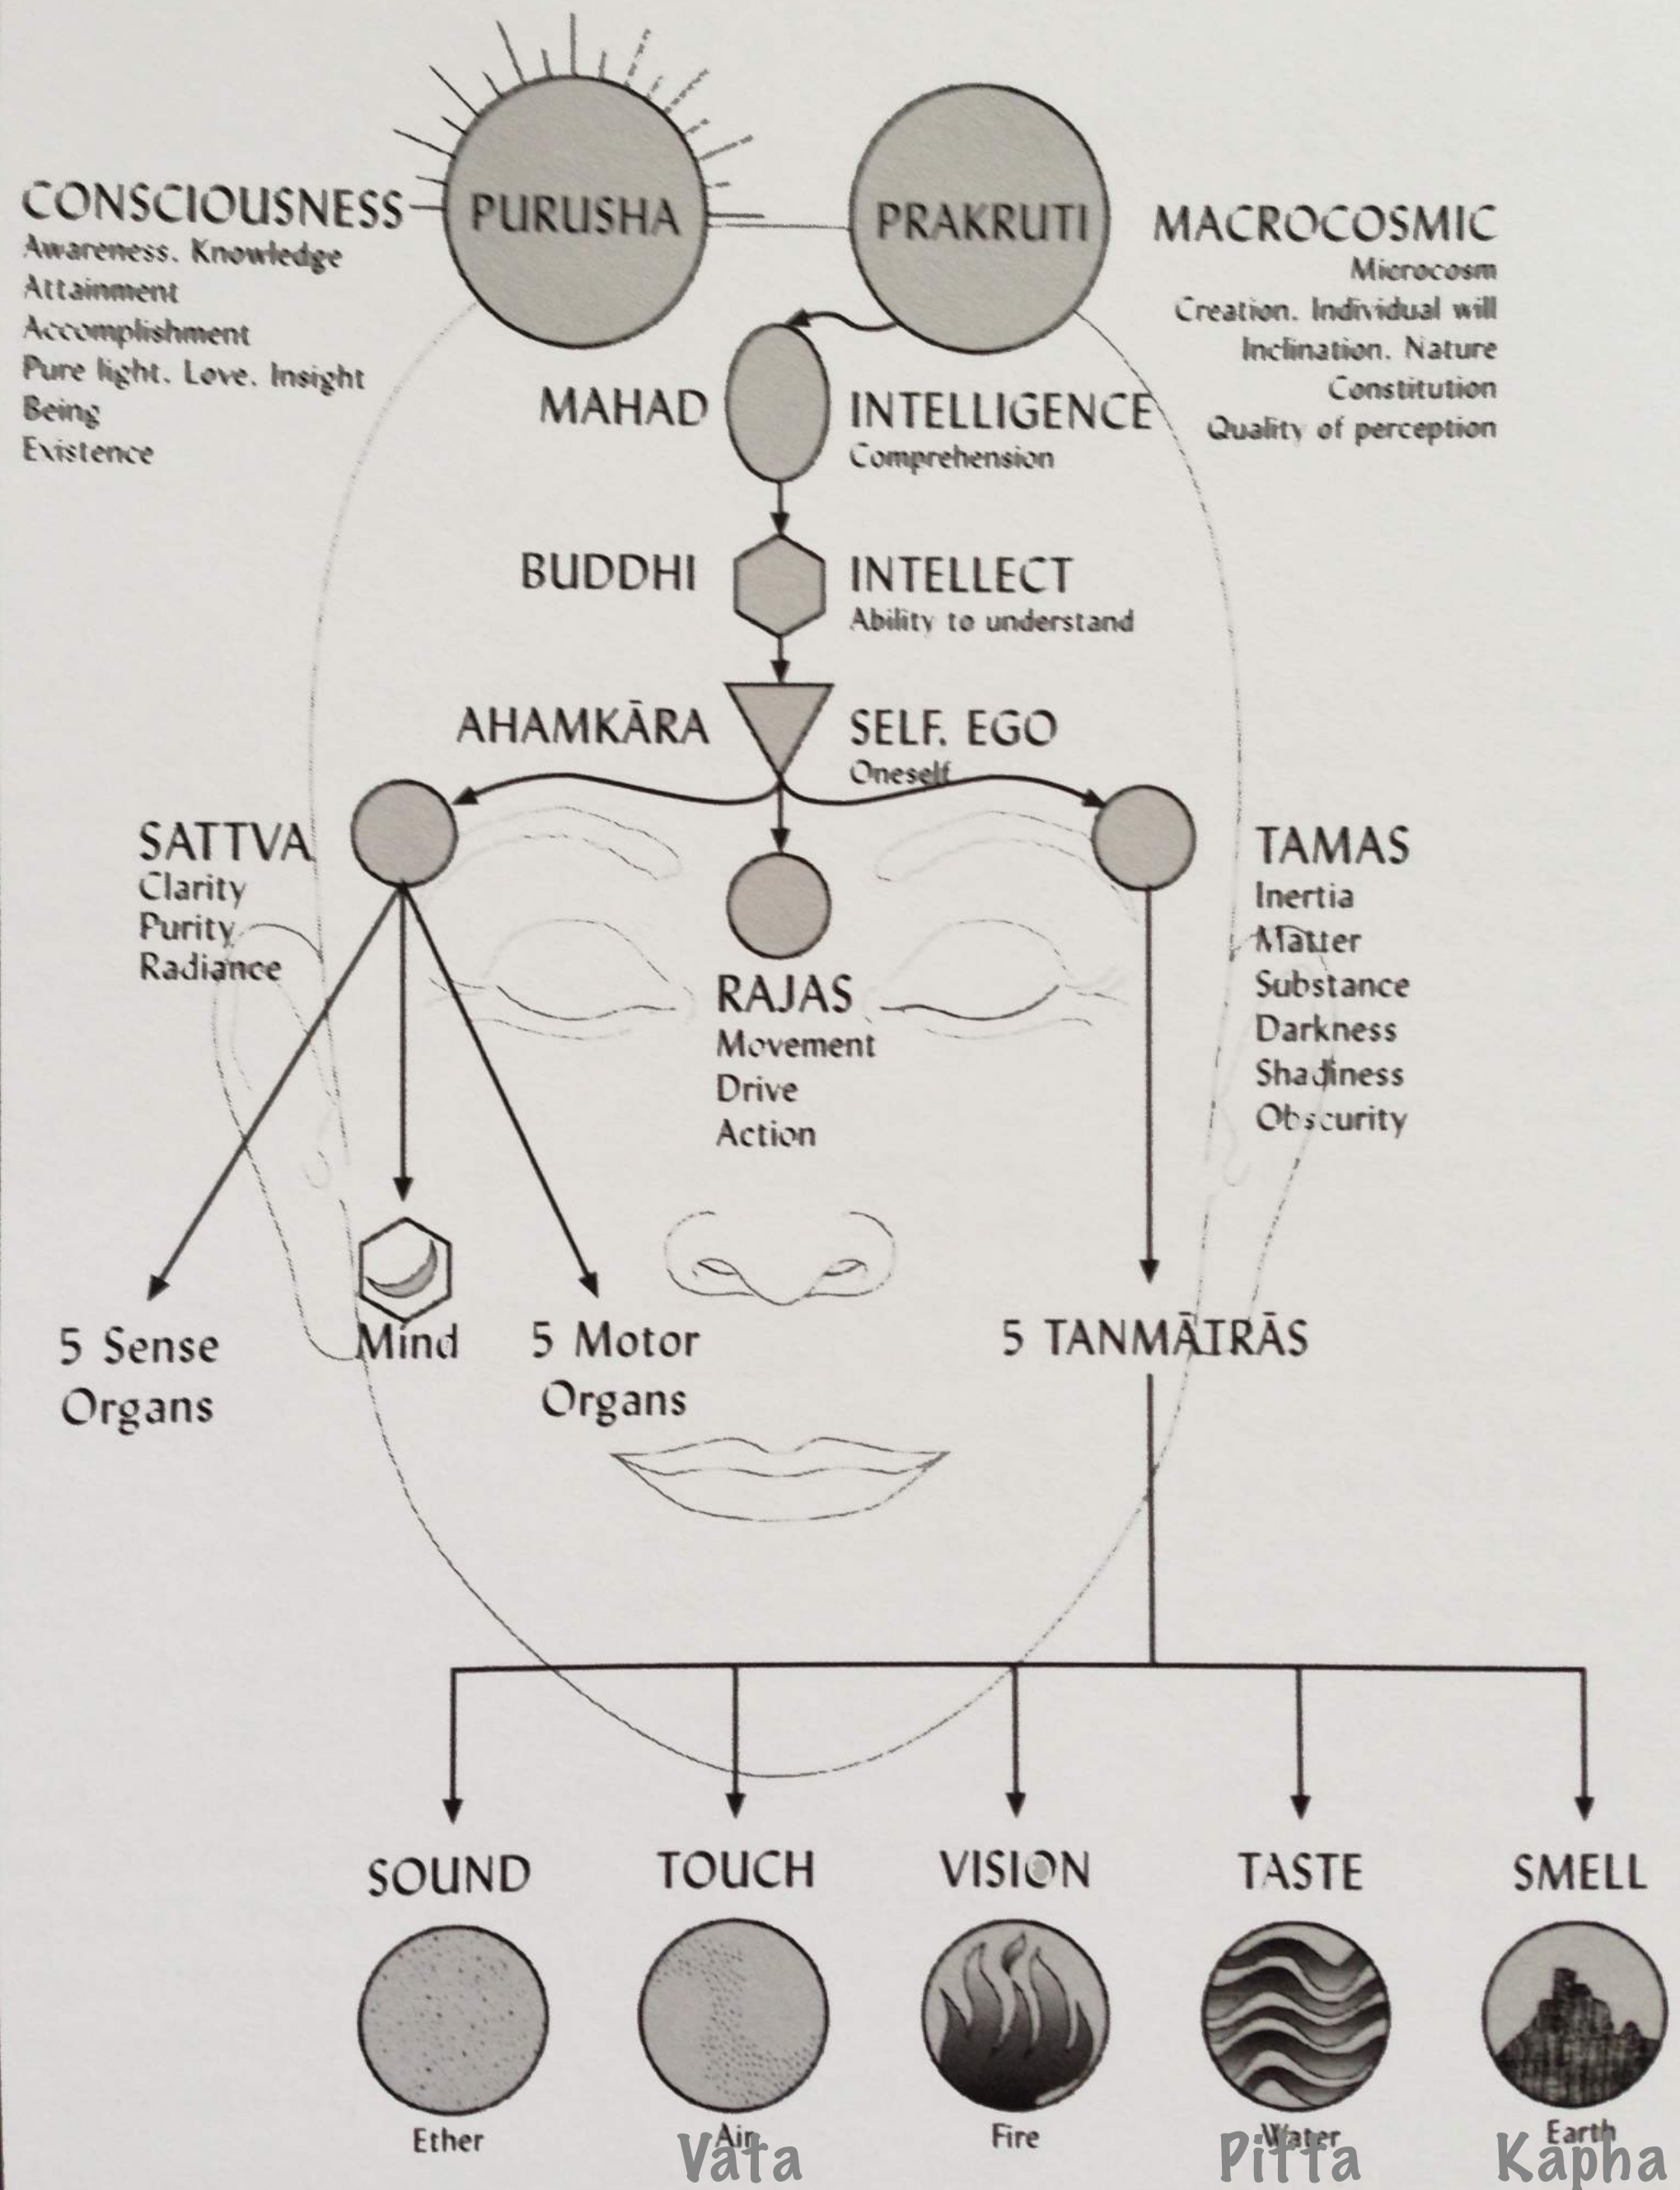 PURUSHA
PRAKRUTI
CONSCIOUSNESS
Awareness. Knowledge
Attainment
Accomplishment
Pure light. Love. Insight
Being
Existence
MACROCOSMIC
Microcosm
Creation. Individual will
Inclination. Nature
Constitution
Quality of perception
MAHAD
INTELLIGENCE
Comprehension
BUDDHI
INTELLECT
Ability to understand
AHAMKĀRA
SELF. EGO
Oneself
SATTVA
Clarity
Purity
Radiance
RAJAS
Movement
Drive
Action
TAMAS
Inertia
Matter
Substance
Darkness
Shadiness
Obscurity
5 Sense
Organs
Mind
5 Motor
Organs
5 TANMĀTRĀS
SOUND
TOUCH
VISION
TASTE
SMELL
Ether
Air
Fire
Water
Earth
Vata
Pitta
Kapha